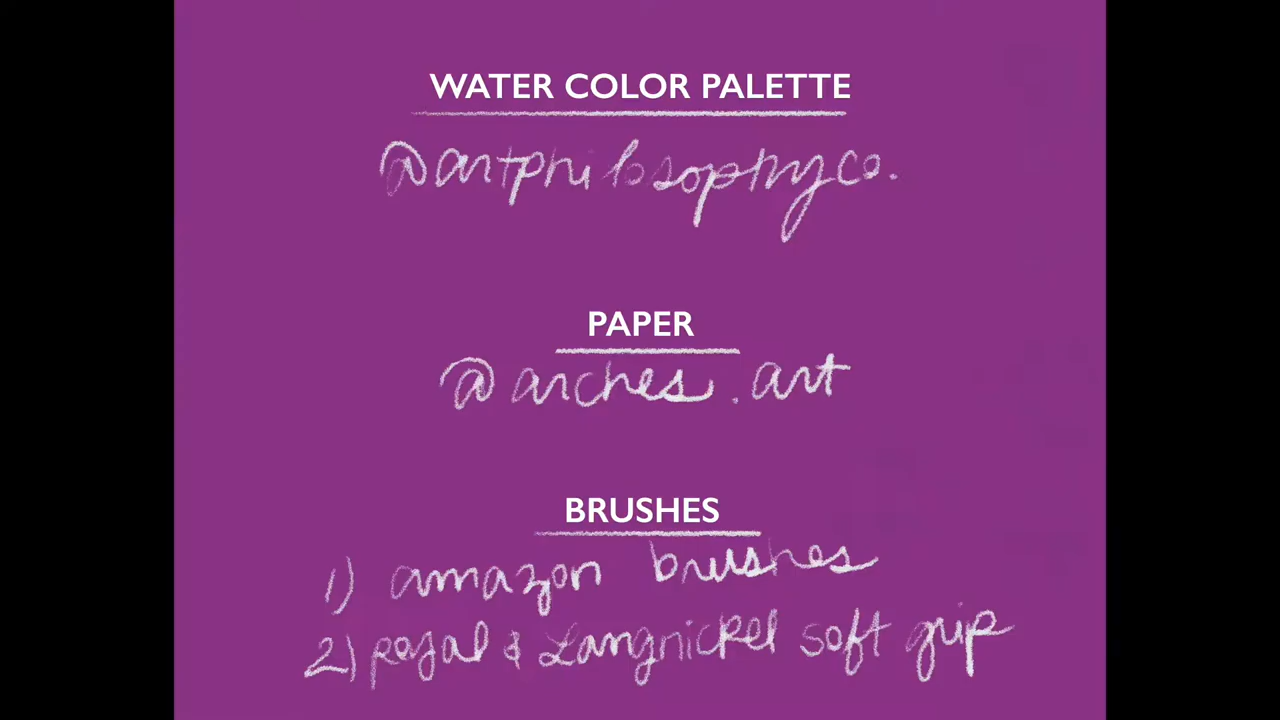 WATER COLOR PALETTE
@artphilosophyco.
PAPER
@arches.art
BRUSHES
1) amazon brushes
2) Royal & Langnickel soft grip